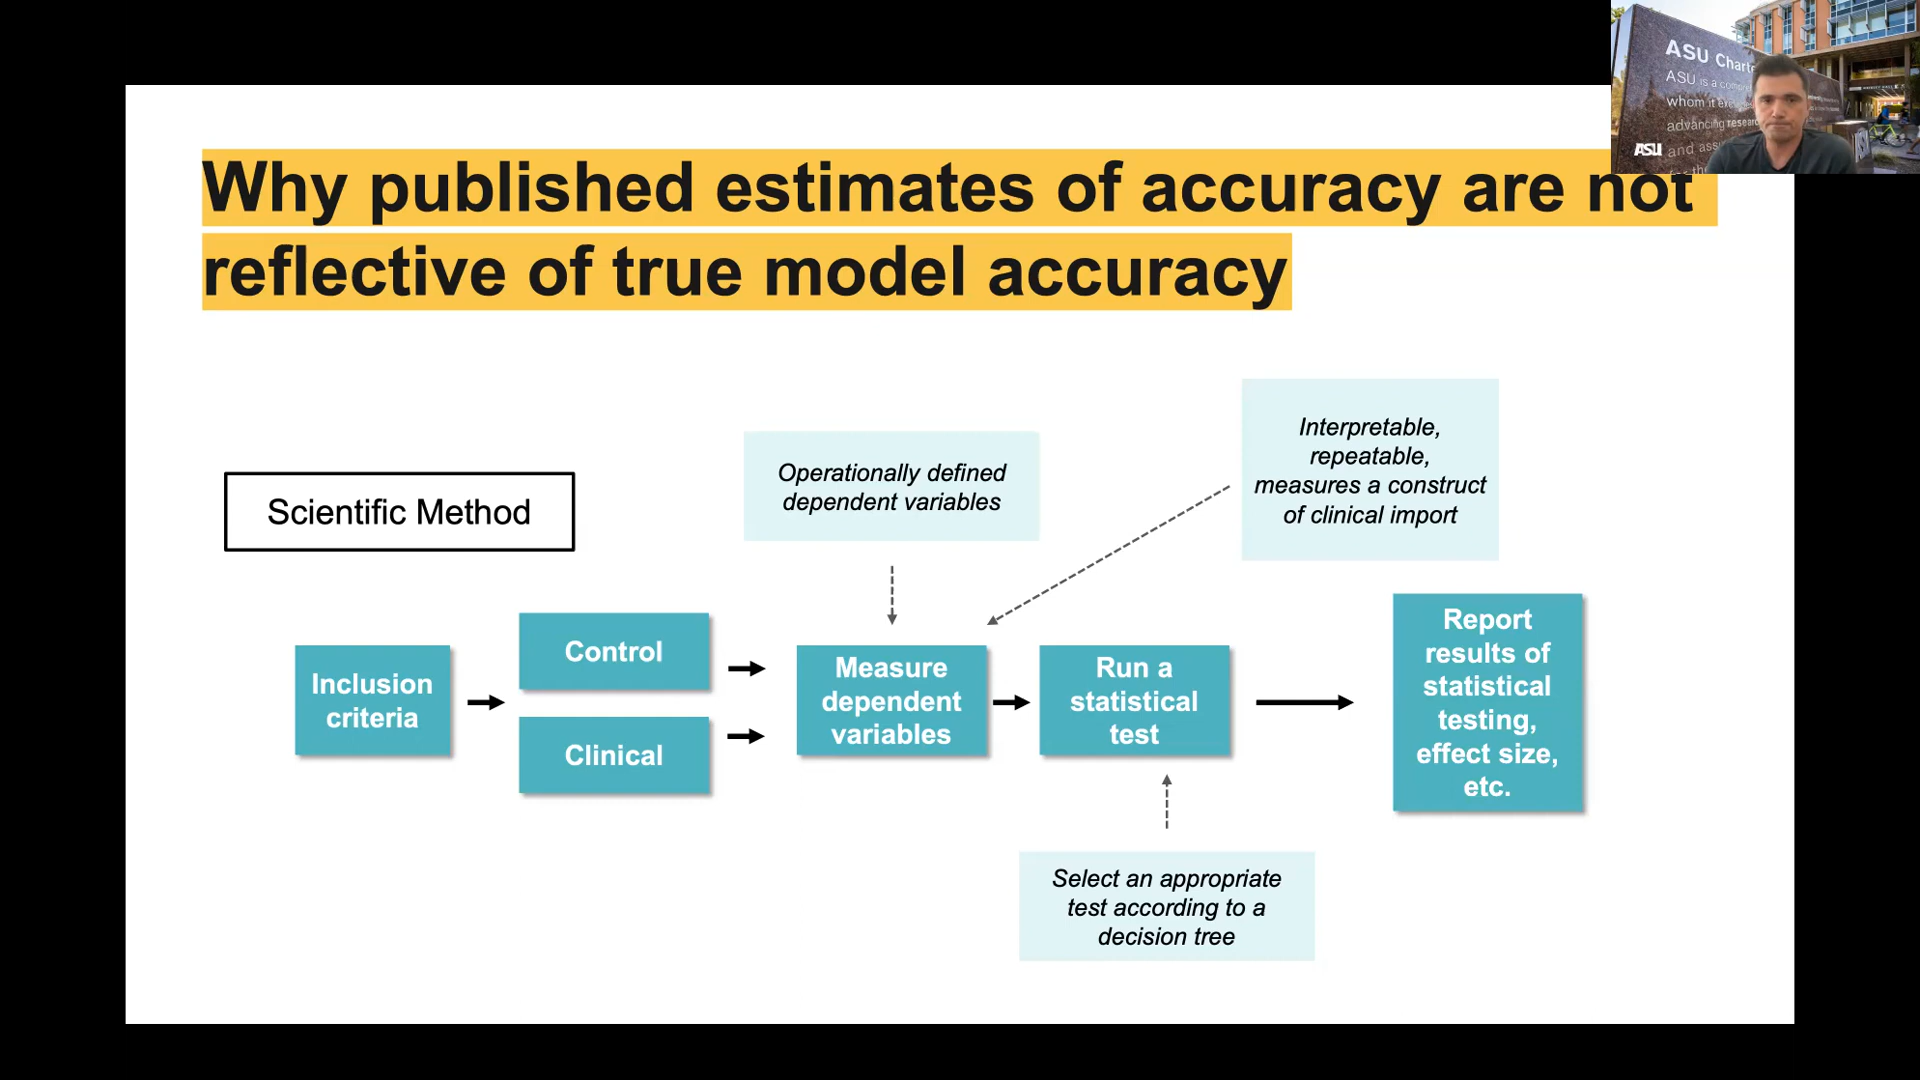 Why published estimates of accuracy are not
reflective of true model accuracy
Scientific Method
Operationally defined
dependent variables
Interpretable,
repeatable,
measures a construct
of clinical import
Inclusion
criteria
Control
Clinical
Measure
dependent
variables
Run a
statistical
test
Report
results of
statistical
testing,
effect size,
etc.
Select an appropriate
test according to a
decision tree
ASU
ASU is a
whom it
advancing
and
ASU